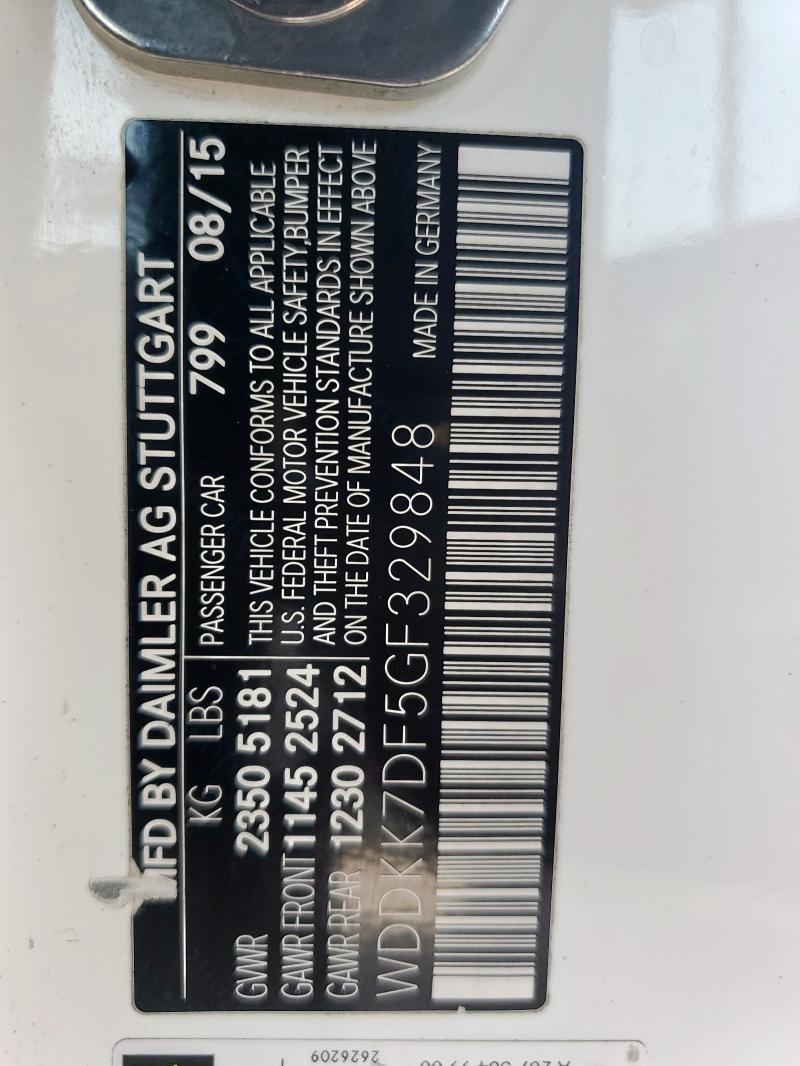 MFD BY DAIMLER AG STUTTGART
KG LBS PASSENGER CAR 799 08/15
GVWR 2350 5181 THIS VEHICLE CONFORMS TO ALL APPLICABLE
GAWR FRONT 1145 2524 U.S. FEDERAL MOTOR VEHICLE SAFETY,BUMPER
GAWR REAR 1230 2712 AND THEFT PREVENTION STANDARDS IN EFFECT
ON THE DATE OF MANUFACTURE SHOWN ABOVE
WDDKK7DF5GF329848 MADE IN GERMANY
2626209